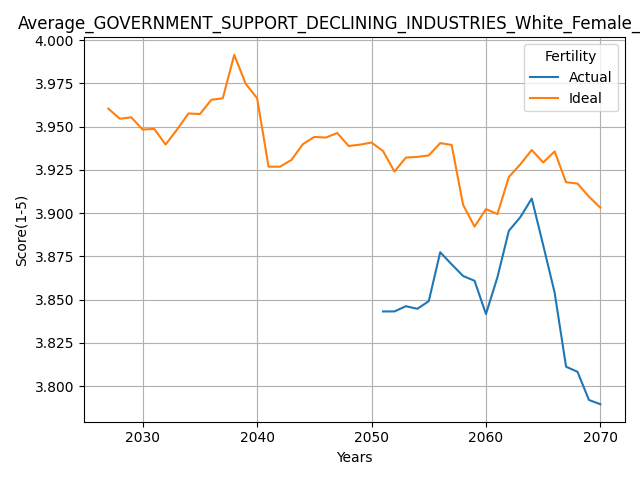 Average_GOVERNMENT_SUPPORT_DECLINING_INDUSTRIES_White_Female_
4.000
3.975
3.950
3.925
3.900
3.875
3.850
3.825
3.800
Score(1-5)
Fertility
Actual
Ideal
2030
2040
2050
2060
2070
Years